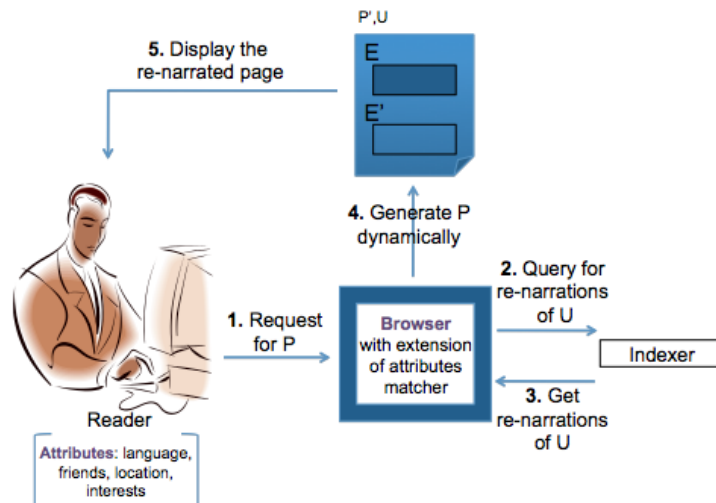 P',U
5. Display the
re-narrated page
E
E'
4. Generate P
dynamically
2. Query for
re-narrations
of U
1. Request
for P
Browser
with extension
of attributes
matcher
Indexer
3. Get
re-narrations
of U
Reader
Attributes: language,
friends, location,
interests